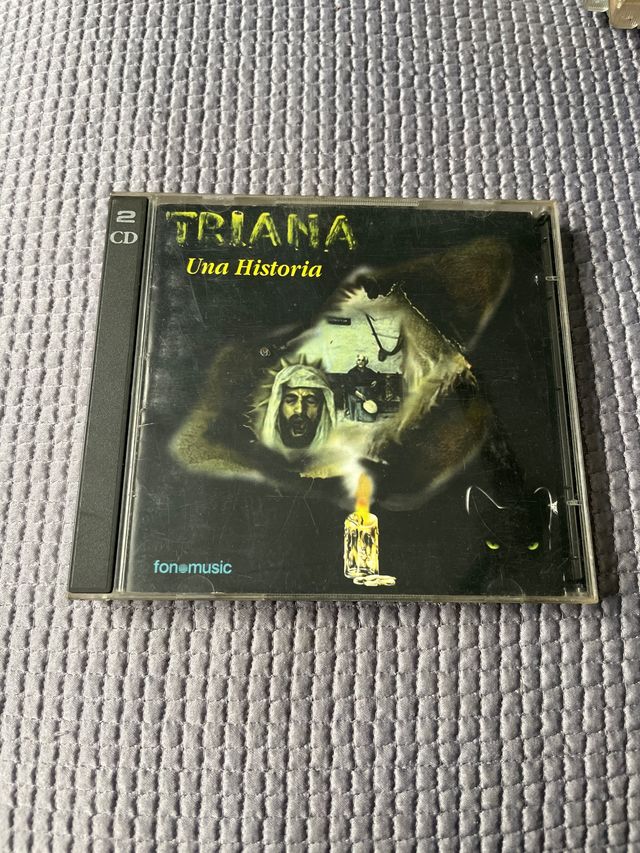 2
CD
TRIANA
Una Historia
fonomusic